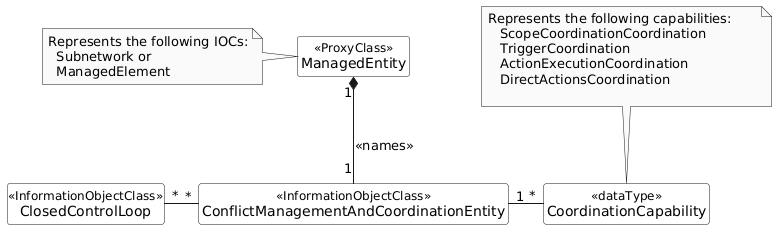 Represents the following IOCs:
Subnetwork or
ManagedElement
«ProxyClass»
ManagedEntity
Represents the following capabilities:
ScopeCoordinationCoordination
TriggerCoordination
ActionExecutionCoordination
DirectActionsCoordination
1
«names»
1
«InformationObjectClass»
ClosedControlLoop
* *
«InformationObjectClass»
ConflictManagementAndCoordinationEntity
1 *
«dataType»
CoordinationCapability